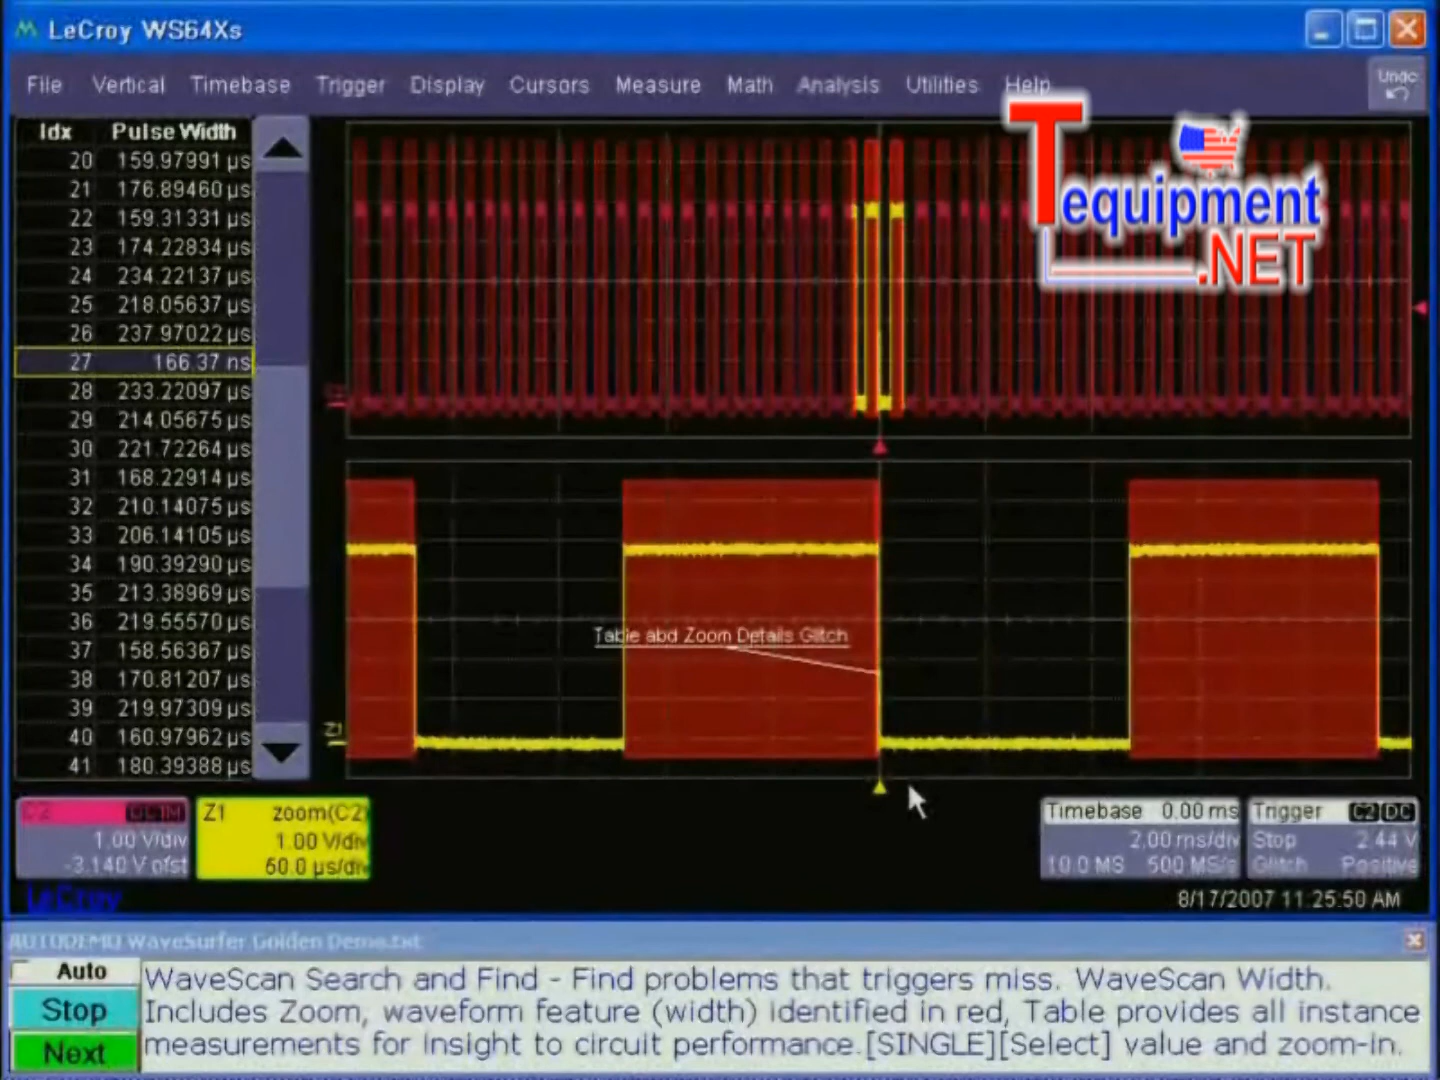 LeCroy WS64Xs
File Vertical Timebase Trigger Display Cursors Measure Math Analysis Utilities Help
Undo
Idx Pulse Width
20 159.97991 µs
21 176.89460 µs
22 159.31331 µs
23 174.22834 µs
24 234.22137 µs
25 218.05637 µs
26 237.97022 µs
27 166.37 ns
28 233.22097 µs
29 214.05675 µs
30 221.72264 µs
31 168.22914 µs
32 210.14075 µs
33 206.14105 µs
34 190.39290 µs
35 213.38969 µs
36 219.55570 µs
37 158.56367 µs
38 170.81207 µs
39 219.97309 µs
40 160.97962 µs
41 180.39388 µs
Tequipment
.NET
Table abd Zoom Details Glitch
Z1
C2 DC1M
1.00 V/div
-3.140 V ofst
Z1 zoom(C2)
1.00 V/div
60.0 µs/div
Timebase 0.00 ms
2.00 ms/div
10.0 MS 500 MS/s
Trigger C2 DC
Stop 2.44 V
Glitch Positive
LeCroy
8/17/2007 11:25:50 AM
AUTODEMO WaveSurfer Golden Demo.txt
Auto
Stop
Next
WaveScan Search and Find - Find problems that triggers miss. WaveScan Width.
Includes Zoom, waveform feature (width) identified in red, Table provides all instance
measurements for insight to circuit performance.[SINGLE][Select] value and zoom-in.